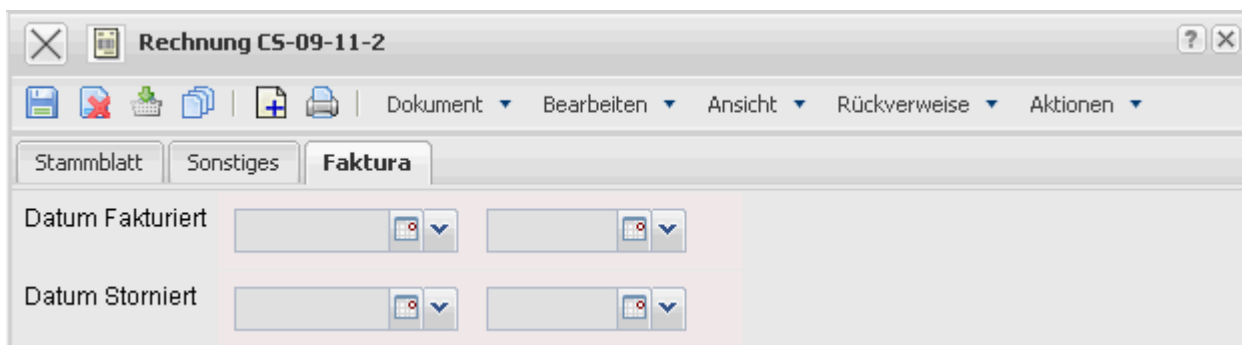 Rechnung CS-09-11-2
?
Dokument Bearbeiten Ansicht Rückverweise Aktionen
Stammblatt Sonstiges Faktura
Datum Fakturiert
Datum Storniert